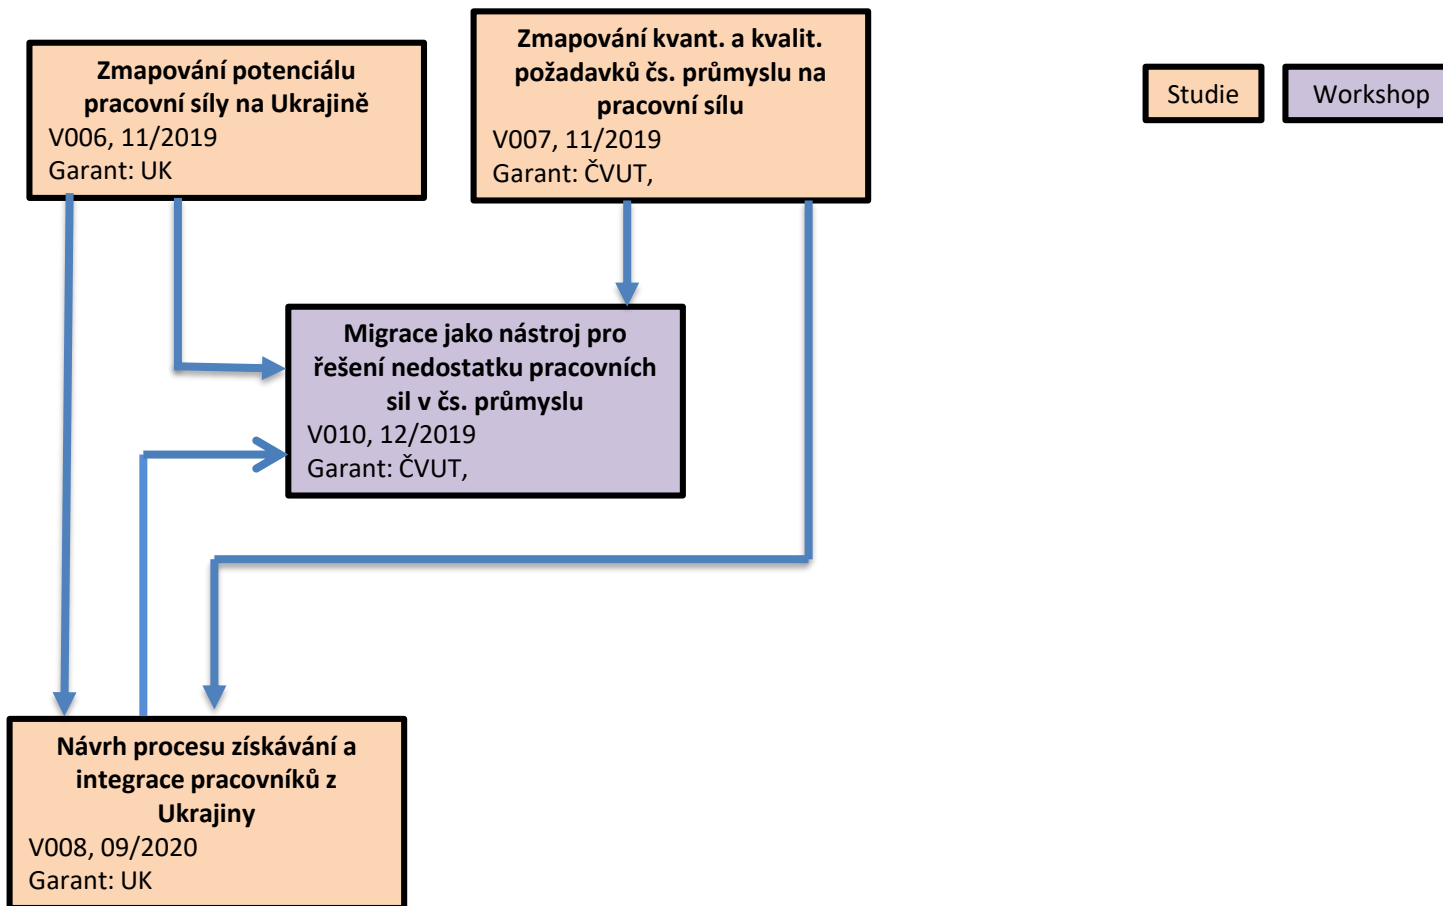 Zmapování potenciálu
pracovní síly na Ukrajině
V006, 11/2019
Garant: UK
Zmapování kvant. a kvalit.
požadavků čs. průmyslu na
pracovní sílu
V007, 11/2019
Garant: ČVUT,
Studie
Workshop
Migrace jako nástroj pro
řešení nedostatku pracovních
sil v čs. průmyslu
V010, 12/2019
Garant: ČVUT,
Návrh procesu získávání a
integrace pracovníků z
Ukrajiny
V008, 09/2020
Garant: UK